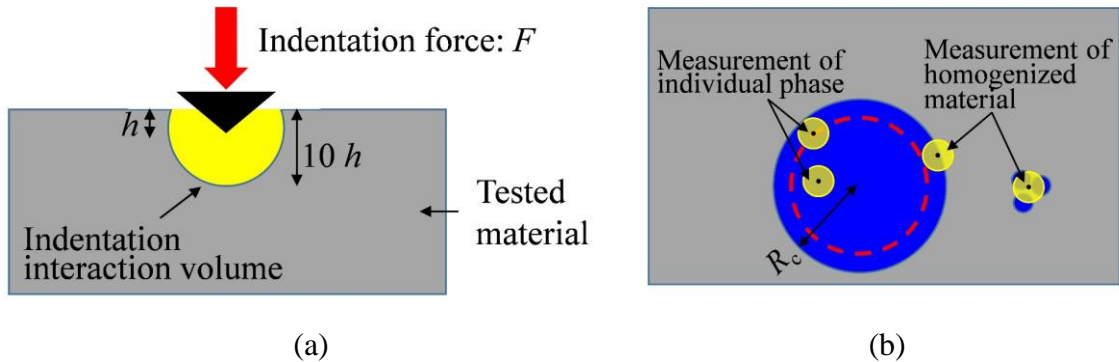 Indentation force: F
h
10 h
Indentation
interaction volume
Tested
material
(a)
Measurement of
individual phase
Measurement of
homogenized
material
Rc
(b)